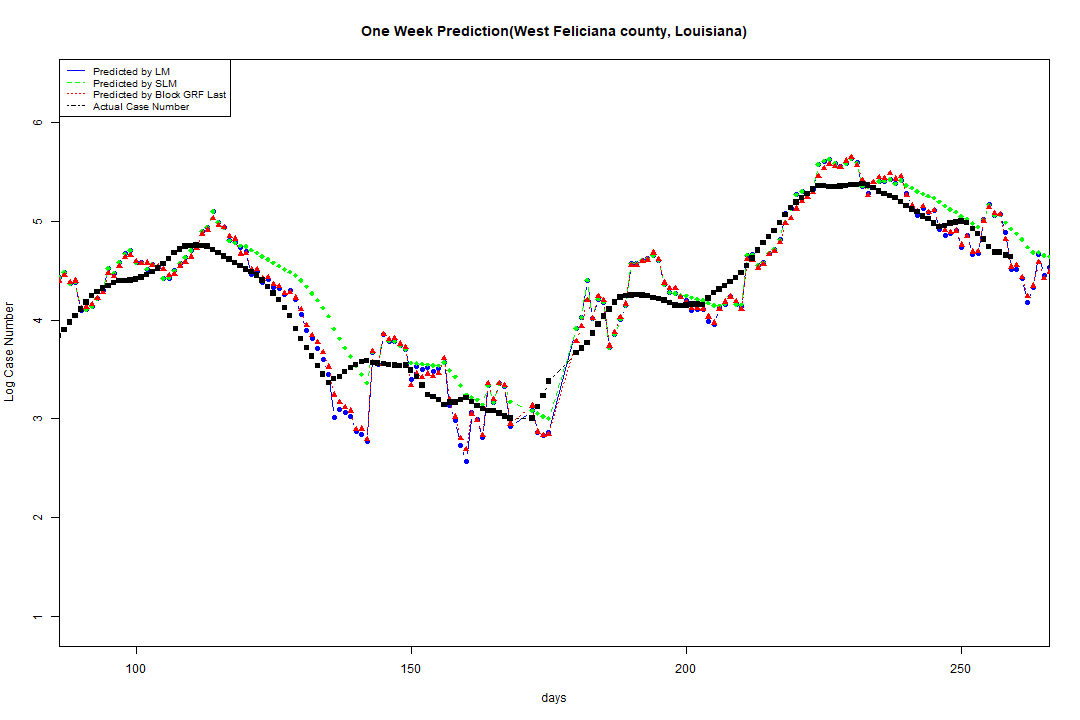 One Week Prediction(West Feliciana county, Louisiana)
Predicted by LM
Predicted by SLM
Predicted by Block GRF Last
Actual Case Number
6
5
4
3
2
1
Log Case Number
100 150 200 250
days